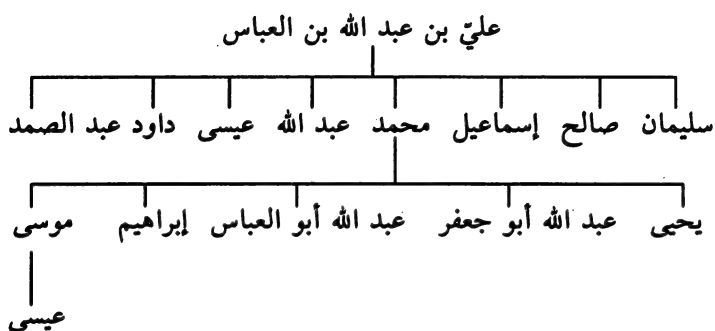 عليّ بن عبد الله بن العباس
سليمان صالح إسماعيل محمد عبد الله عيسى داود عبد الصمد
يحيى عبد الله أبو جعفر عبد الله أبو العباس إبراهيم موسى
عيسى